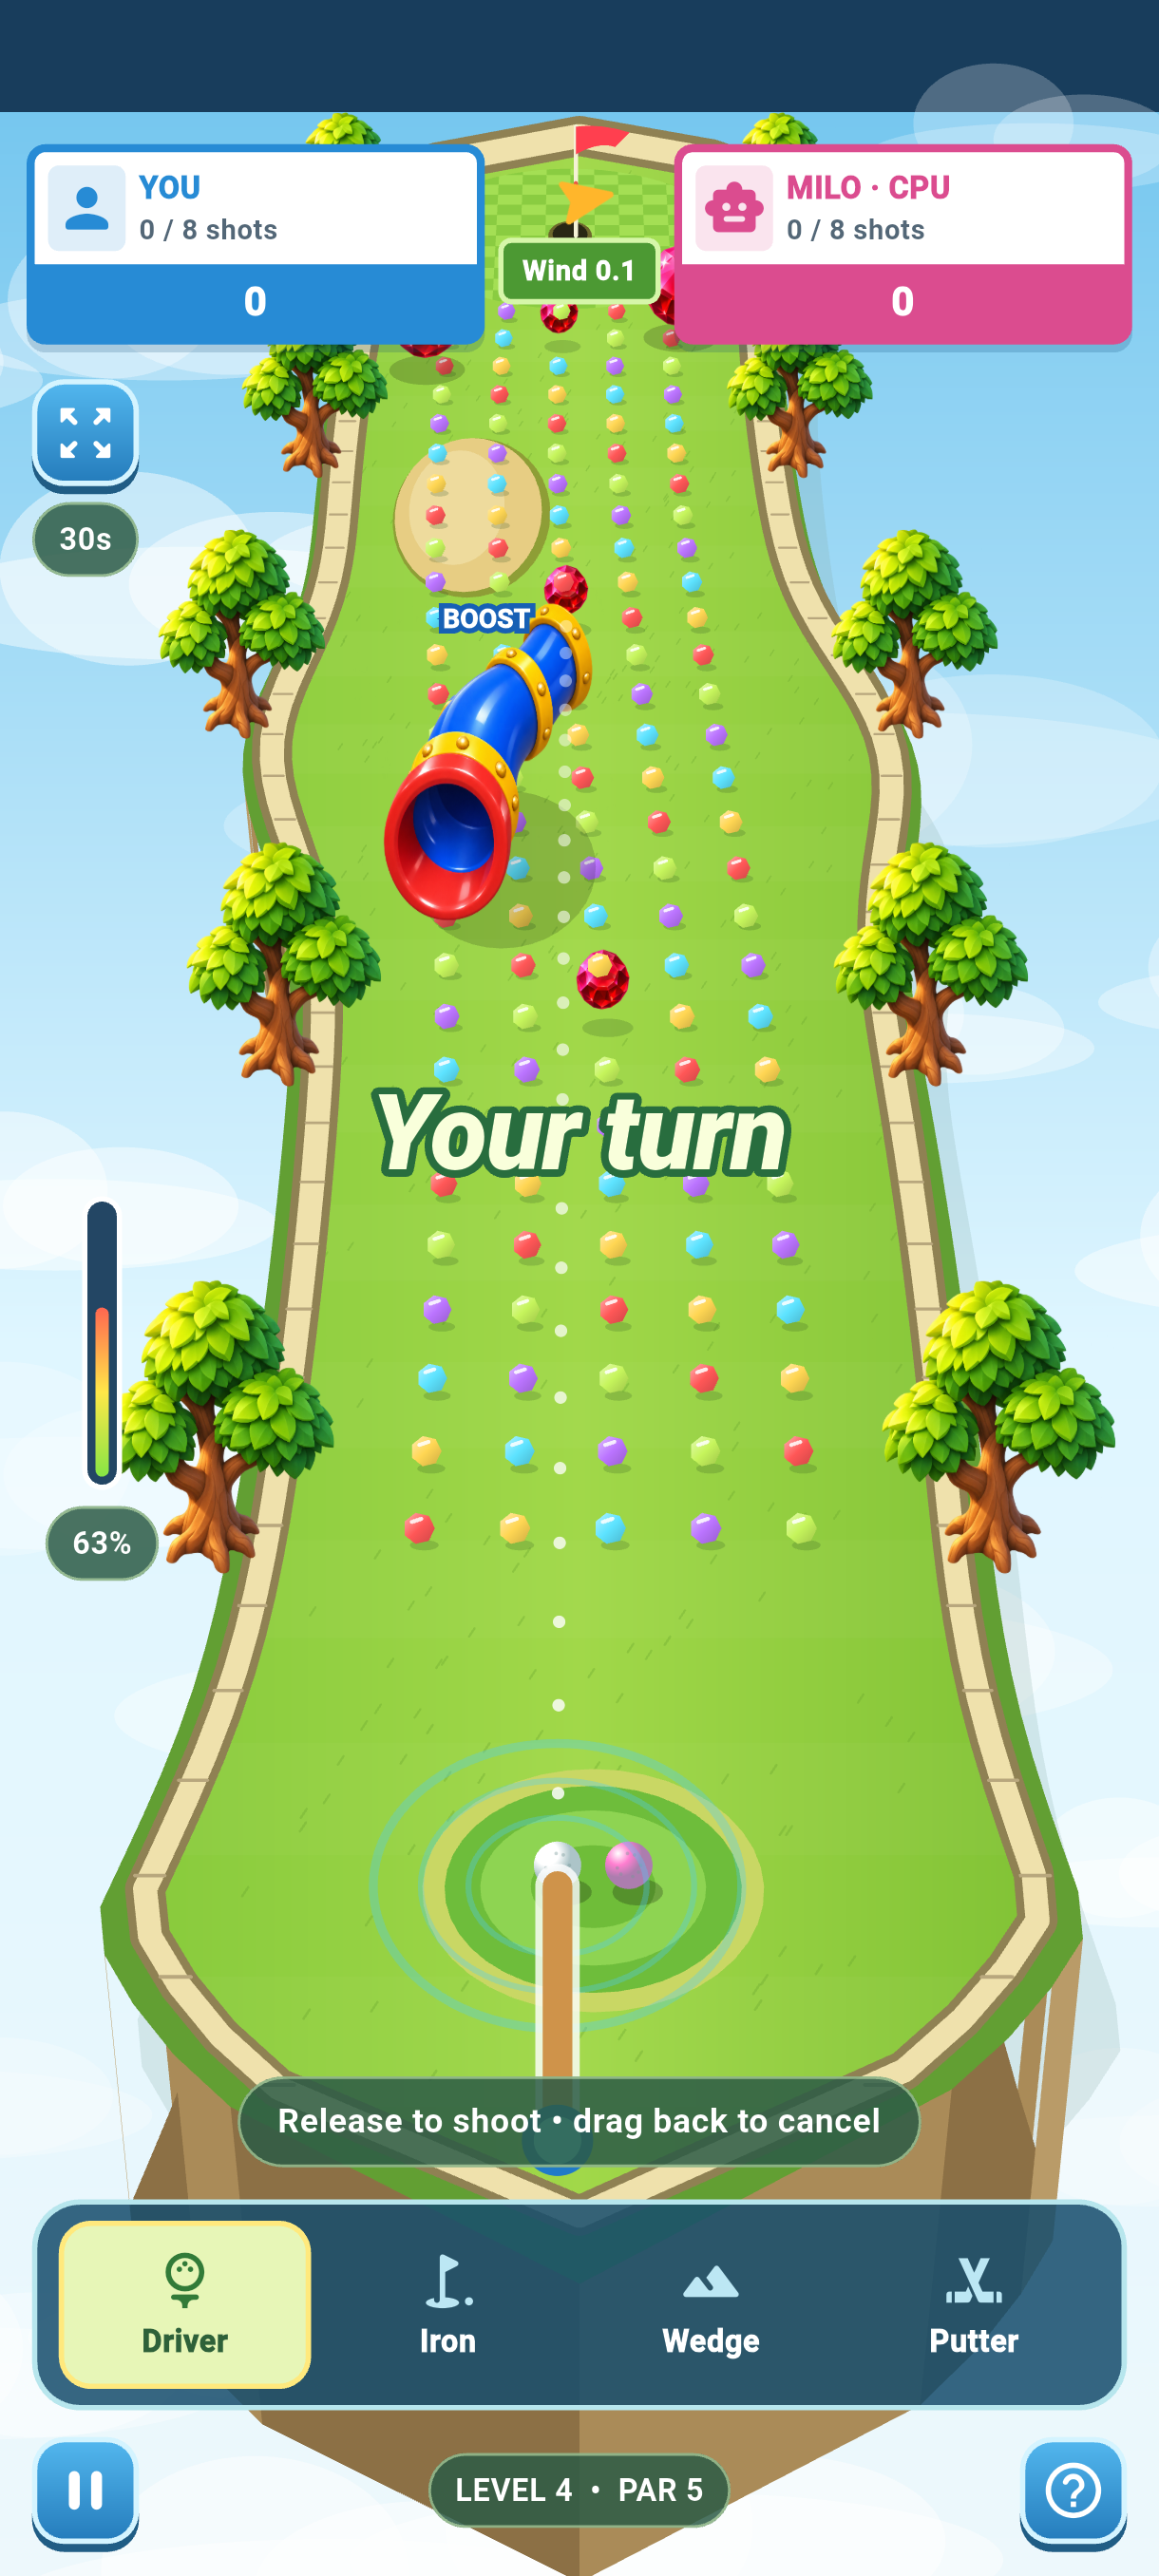 YOU
0 / 8 shots
0
MILO · CPU
0 / 8 shots
0
Wind 0.1
30s
BOOST
Your turn
63%
Release to shoot • drag back to cancel
Driver
Iron
Wedge
Putter
LEVEL 4 • PAR 5